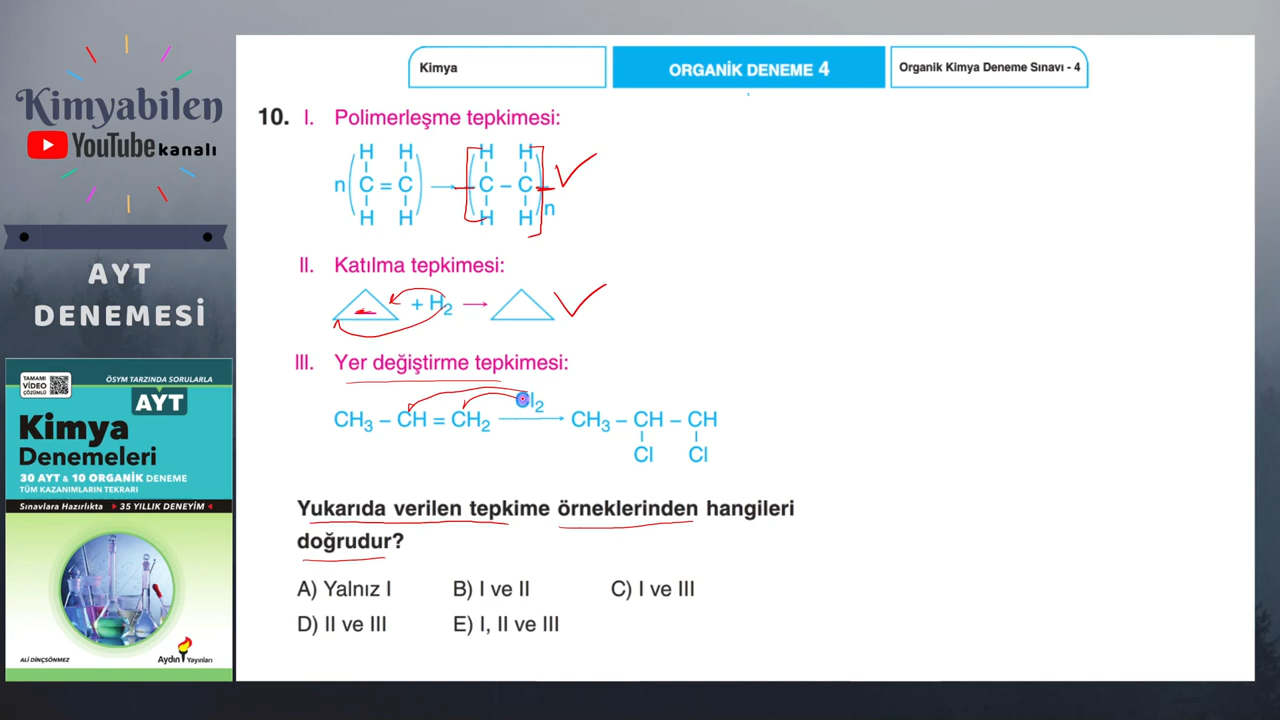 Kimyabilen
YouTube kanalı
AYT
DENEMESİ
TAMAMI
VİDEO
ÇÖZÜMLÜ
ÖSYM TARZINDA SORULARLA
AYT
Kimya
Denemeleri
30 AYT & 10 ORGANİK DENEME
TÜM KAZANIMLARIN TEKRARI
Sınavlara Hazırlıkta 35 YILLIK DENEYİM
ALİ DİNÇSÖNMEZ
Aydın Yayınları
Kimya
ORGANİK DENEME 4
Organik Kimya Deneme Sınavı - 4
10. I. Polimerleşme tepkimesi:
H H H H
n C = C → C – C
H H H H n
II. Katılma tepkimesi:
+ H2 →
III. Yer değiştirme tepkimesi:
Cl2
CH3 – CH = CH2 → CH3 – CH – CH
Cl Cl
Yukarıda verilen tepkime örneklerinden hangileri
doğrudur?
A) Yalnız I B) I ve II C) I ve III
D) II ve III E) I, II ve III